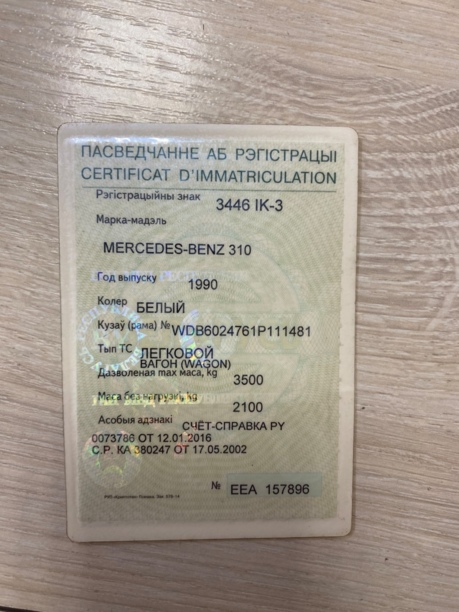 ПАСВЕДЧАННЕ АБ РЭГІСТРАЦЫІ
CERTIFICAT D'IMMATRICULATION
Рэгістрацыйны знак 3446 IK-3
Марка-мадэль
MERCEDES-BENZ 310
Год выпуску 1990
Колер БЕЛЫЙ
Кузаў (рама) № WDB6024761P111481
Тып ТС ЛЕГКОВОЙ
ВАГОН (WAGON)
Дазволеная max маса, kg 3500
Маса без нагрузкі, kg 2100
Асобыя адзнакі СЧЁТ-СПРАВКА РУ
0073786 ОТ 12.01.2016
С.Р. КА 380247 ОТ 17.05.2002
№ EEA 157896